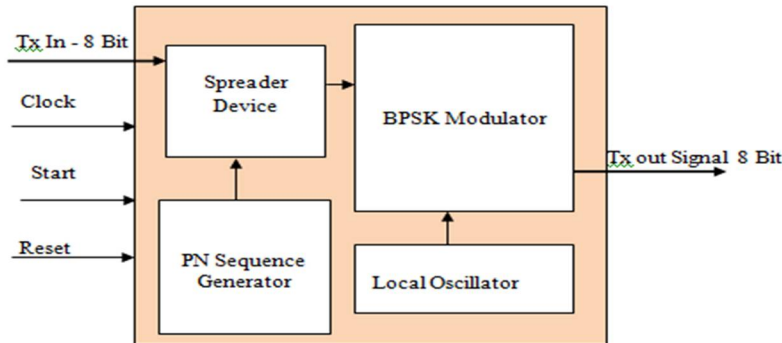 Tx In - 8 Bit
Spreader
Device
BPSK Modulator
Clock
Tx out Signal 8 Bit
Start
Reset
PN Sequence
Generator
Local Oscillator